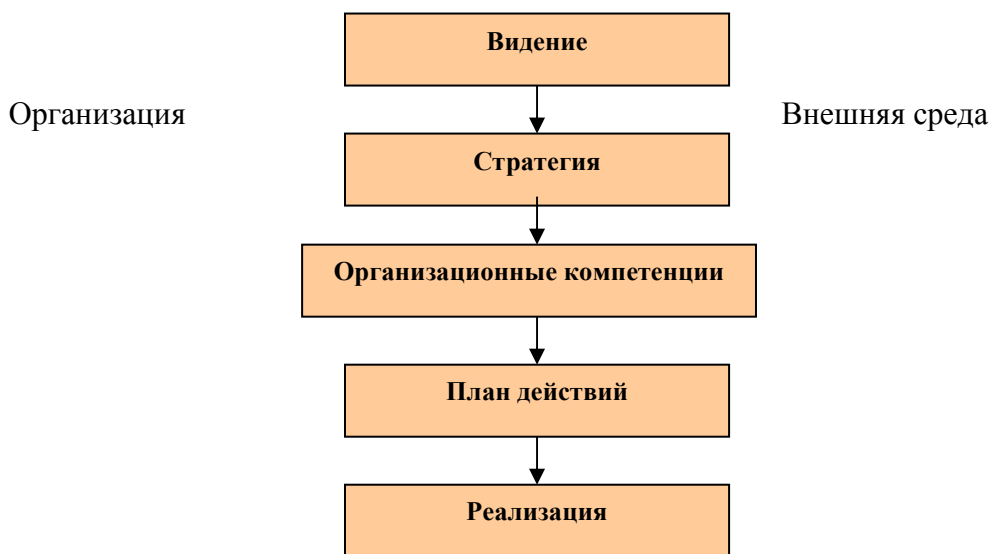 Видение
Организация
Внешняя среда
Стратегия
Организационные компетенции
План действий
Реализация